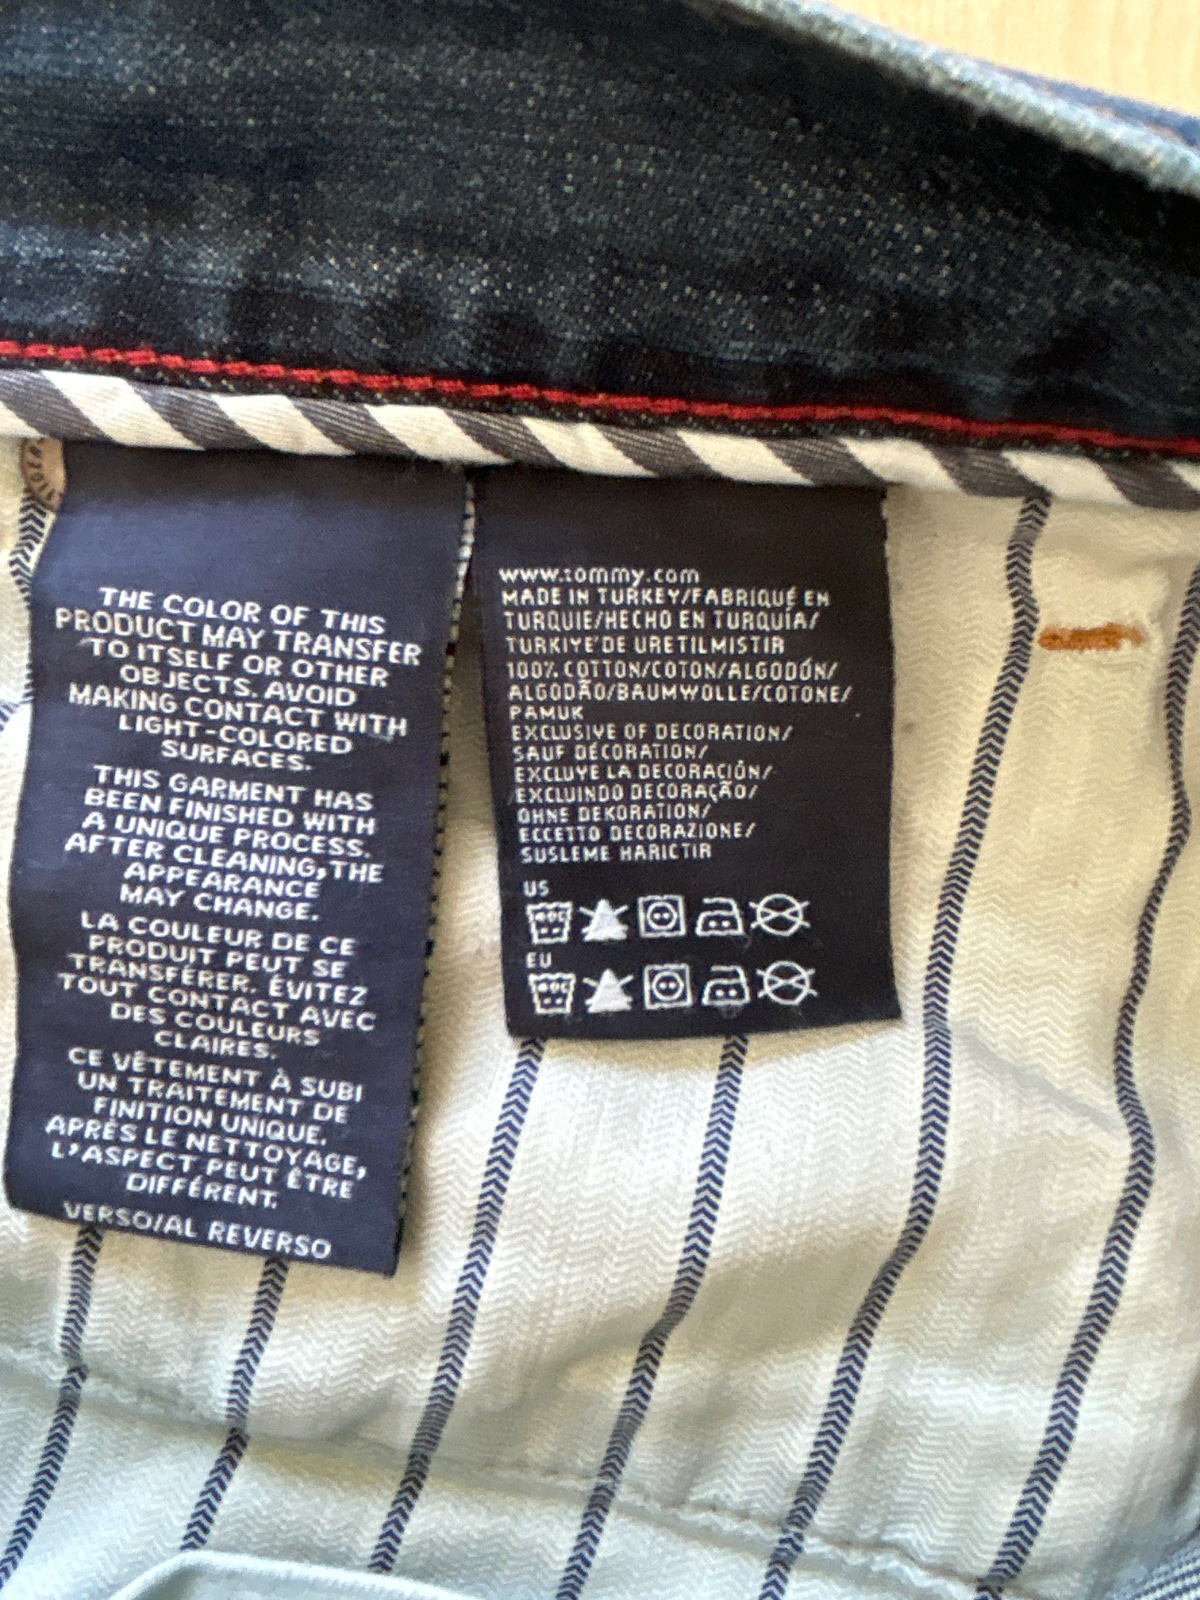 THE COLOR OF THIS
PRODUCT MAY TRANSFER
TO ITSELF OR OTHER
OBJECTS. AVOID
MAKING CONTACT WITH
LIGHT-COLORED
SURFACES.
THIS GARMENT HAS
BEEN FINISHED WITH
A UNIQUE PROCESS.
AFTER CLEANING,THE
APPEARANCE
MAY CHANGE.
LA COULEUR DE CE
PRODUIT PEUT SE
TRANSFÉRER. ÉVITEZ
TOUT CONTACT AVEC
DES COULEURS
CLAIRES.
CE VÊTEMENT À SUBI
UN TRAITEMENT DE
FINITION UNIQUE.
APRÈS LE NETTOYAGE,
L'ASPECT PEUT ÊTRE
DIFFÉRENT.
VERSO/AL REVERSO
www.tommy.com
MADE IN TURKEY/FABRIQUÉ EN
TURQUIE/HECHO EN TURQUÍA/
TURKIYE'DE URETILMISTIR
100% COTTON/COTON/ALGODÓN/
ALGODÃO/BAUMWOLLE/COTONE/
PAMUK
EXCLUSIVE OF DECORATION/
SAUF DÉCORATION/
EXCLUYE LA DECORACIÓN/
EXCLUINDO DECORAÇÃO/
OHNE DEKORATION/
ECCETTO DECORAZIONE/
SUSLEME HARICTIR
US
EU